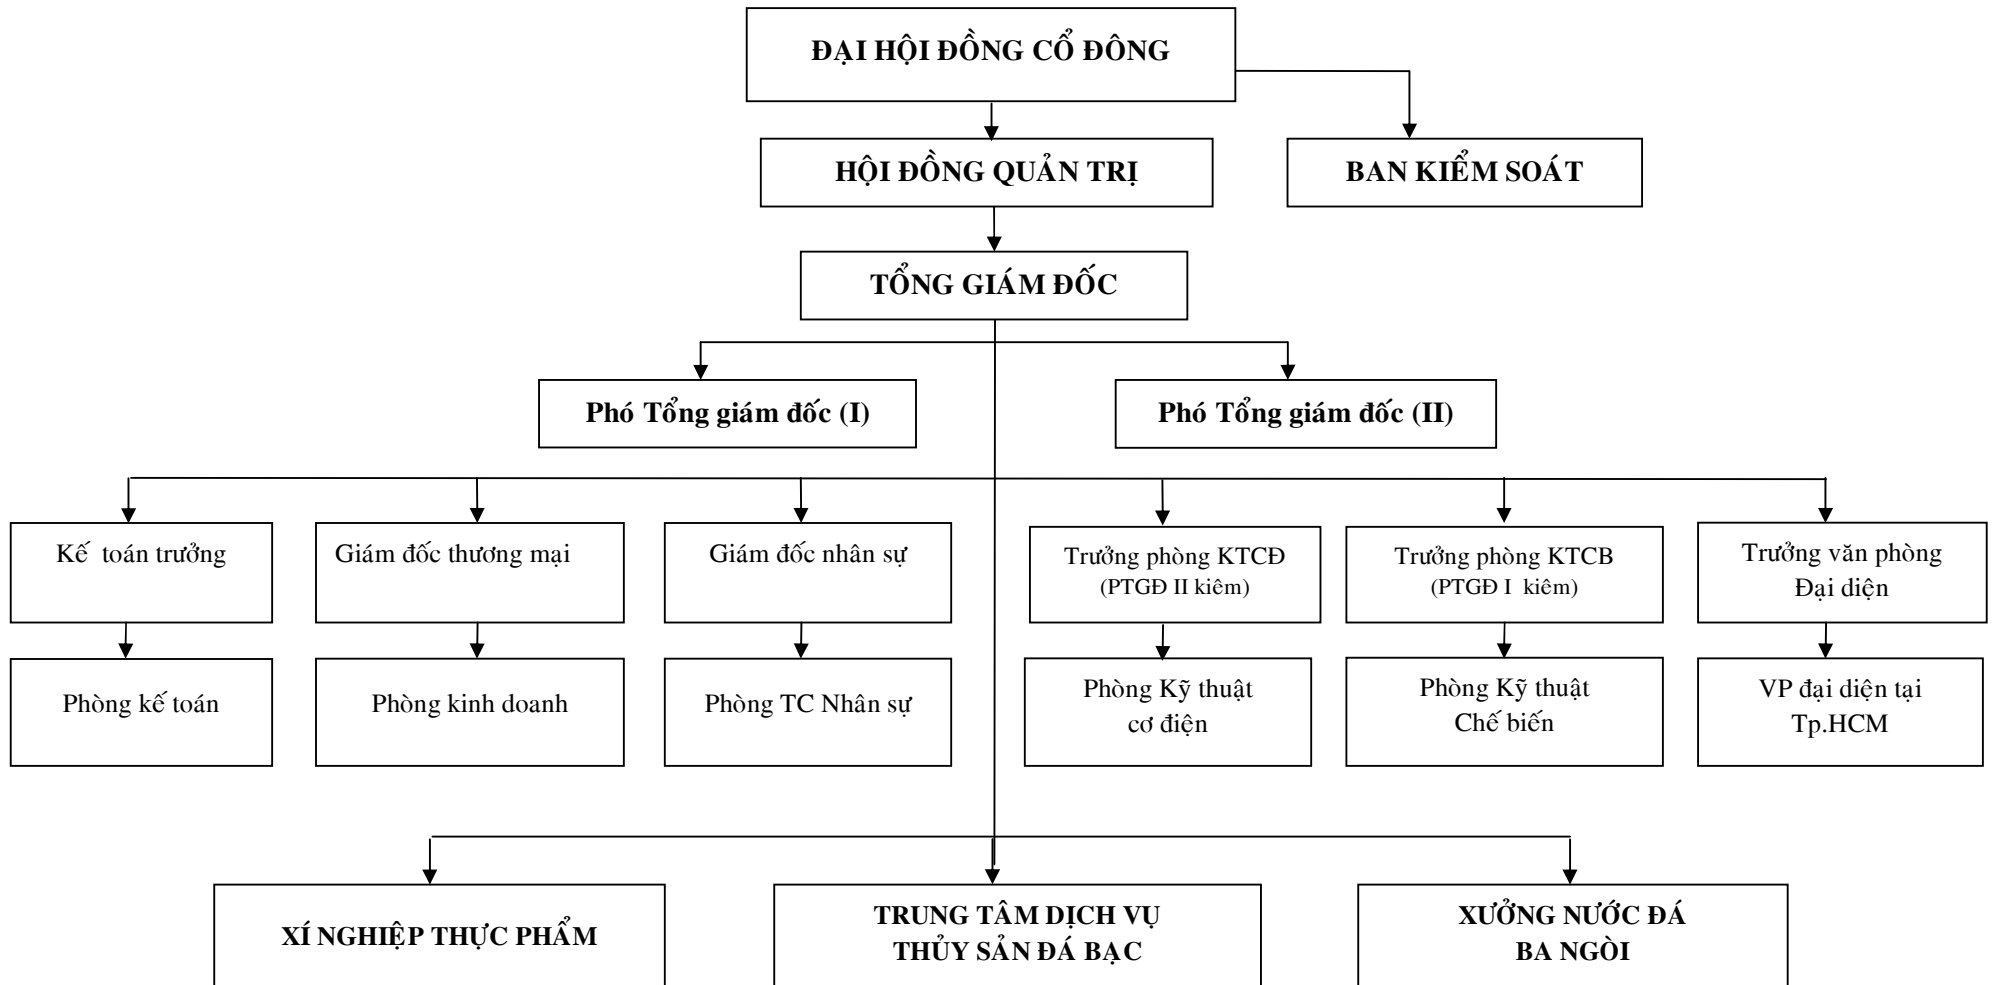 ĐẠI HỘI ĐỒNG CỔ ĐÔNG
HỘI ĐỒNG QUẢN TRỊ
BAN KIỂM SOÁT
TỔNG GIÁM ĐỐC
Phó Tổng giám đốc (I)
Phó Tổng giám đốc (II)
Kế toán trưởng
Giám đốc thương mại
Giám đốc nhân sự
Trưởng phòng KTCĐ
(PTGĐ II kiêm)
Trưởng phòng KTCB
(PTGĐ I kiêm)
Trưởng văn phòng
Đại diện
Phòng kế toán
Phòng kinh doanh
Phòng TC Nhân sự
Phòng Kỹ thuật
cơ điện
Phòng Kỹ thuật
Chế biến
VP đại diện tại
Tp.HCM
XÍ NGHIỆP THỰC PHẨM
TRUNG TÂM DỊCH VỤ
THỦY SẢN ĐÁ BẠC
XƯỞNG NƯỚC ĐÁ
BA NGÒI